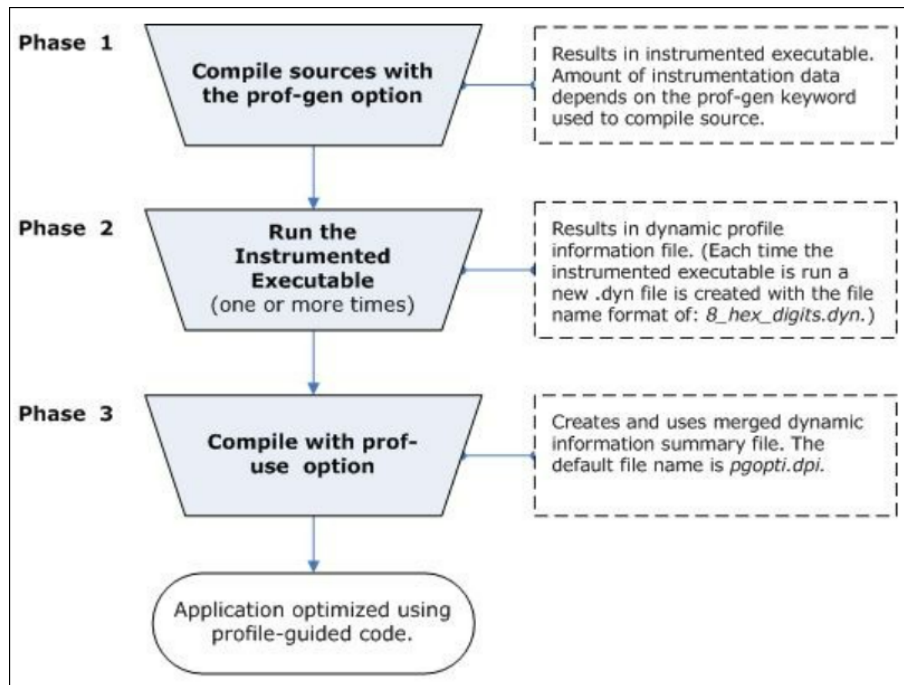 Phase 1
Compile sources with
the prof-gen option
Results in instrumented executable.
Amount of instrumentation data
depends on the prof-gen keyword
used to compile source.
Phase 2
Run the
Instrumented
Executable
(one or more times)
Results in dynamic profile
information file. (Each time the
instrumented executable is run a
new .dyn file is created with the file
name format of: 8_hex_digits.dyn.)
Phase 3
Compile with prof-
use option
Creates and uses merged dynamic
information summary file. The
default file name is pgopti.dpi.
Application optimized using
profile-guided code.